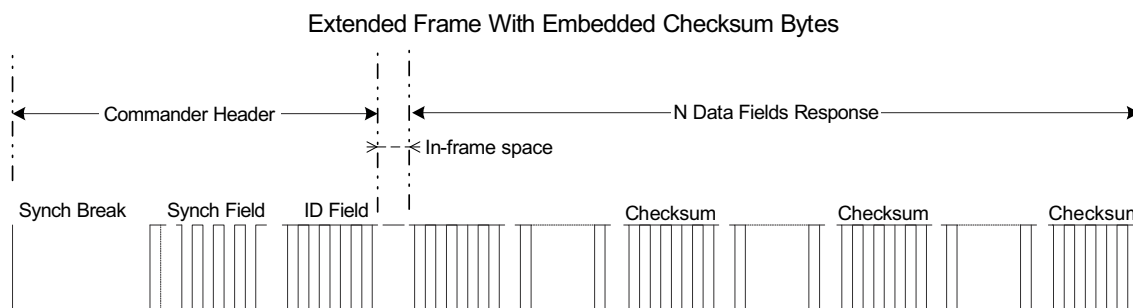 Extended Frame With Embedded Checksum Bytes
Commander Header
N Data Fields Response
In-frame space
Synch Break
Synch Field
ID Field
Checksum
Checksum
Checksum